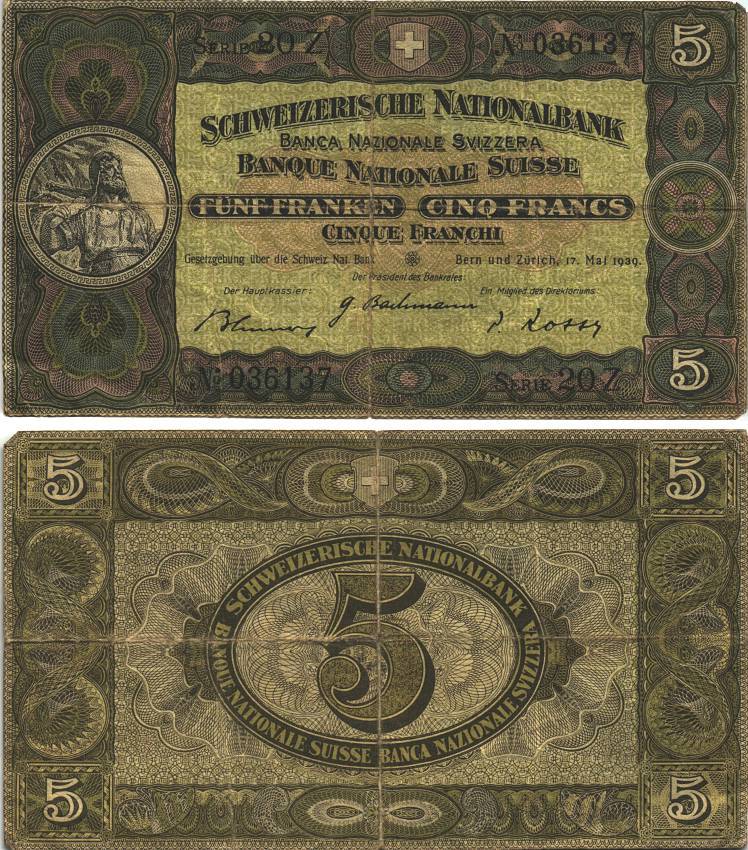 5
SERIE 20 Z
№ 036137
5
SCHWEIZERISCHE NATIONALBANK
BANCA NAZIONALE SVIZZERA
BANQUE NATIONALE SUISSE
FÜNF FRANKEN CINQ FRANCS
CINQUE FRANCHI
Gesetzgebung über die Schweiz. Nat. Bank
Bern und Zürich, 17. Mai 1939.
Der Präsident des Bankrates:
Der Hauptkassier:
Ein Mitglied des Direktoriums:
G. Bachmann
P. Rossy
№ 036137
SERIE 20 Z
5
5
5
SCHWEIZERISCHE NATIONALBANK
5
BANQUE NATIONALE SUISSE
BANCA NAZIONALE SVIZZERA
5
5